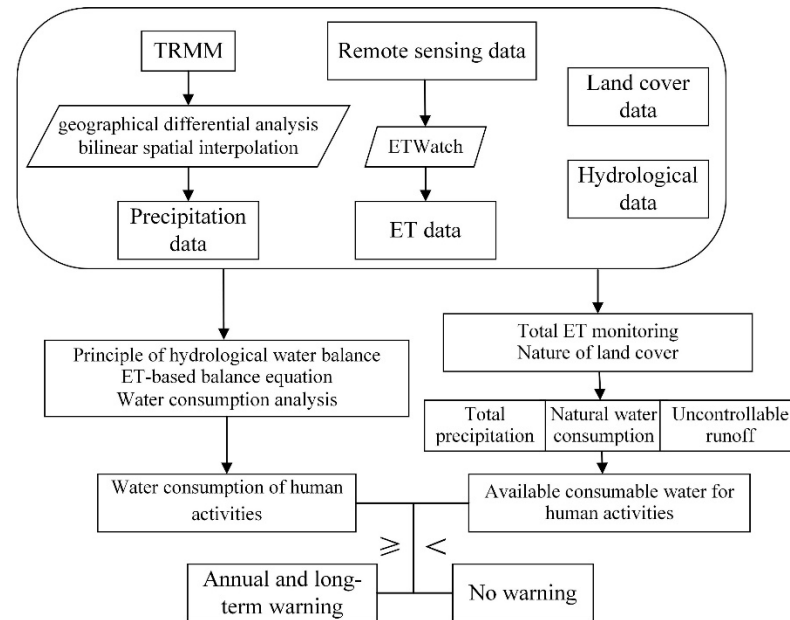 TRMM
Remote sensing data
Land cover
data
geographical differential analysis
bilinear spatial interpolation
ETWatch
Hydrological
data
Precipitation
data
ET data
Principle of hydrological water balance
ET-based balance equation
Water consumption analysis
Total ET monitoring
Nature of land cover
Total
precipitation
Natural water
consumption
Uncontrollable
runoff
Water consumption of human
activities
Available consumable water for
human activities
≥ <
Annual and long-
term warning
No warning